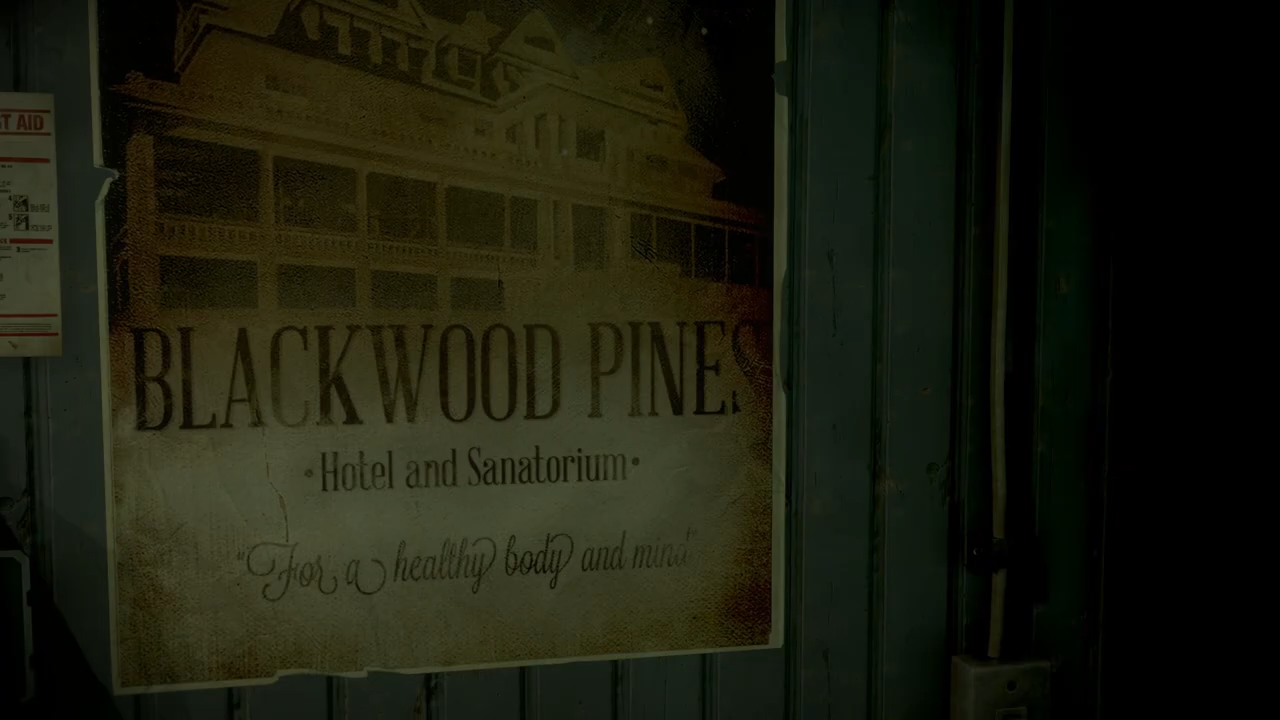 T AID
BLACKWOOD PINES
•Hotel and Sanatorium•
"For a healthy body and mind"